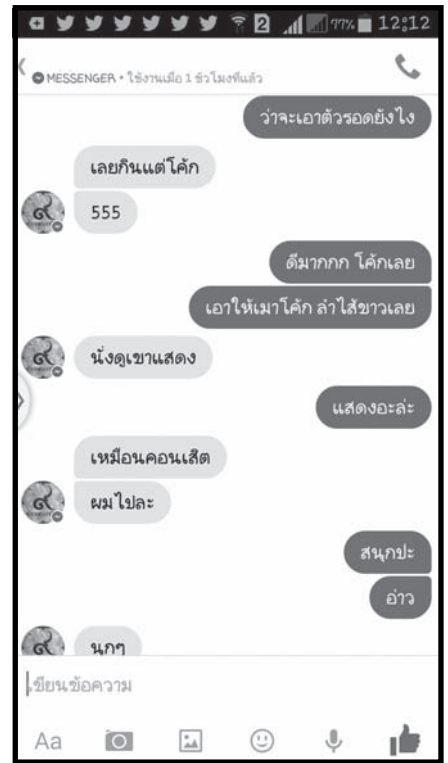 2 77% 12:12
MESSENGER • ใช้งานเมื่อ 1 ชั่วโมงที่แล้ว
ว่าจะเอาตัวรอดยังไง
เลยกินแต่โค้ก
555
ดีมากกก โค้กเลย
เอาให้เมาโค้ก ลำไส้ขาวเลย
นั่งดูเขาแสดง
แสดงอะล่ะ
เหมือนคอนเสิต
ผมไปละ
สนุกปะ
อ่าว
นุกๆ
เขียนข้อความ
Aa